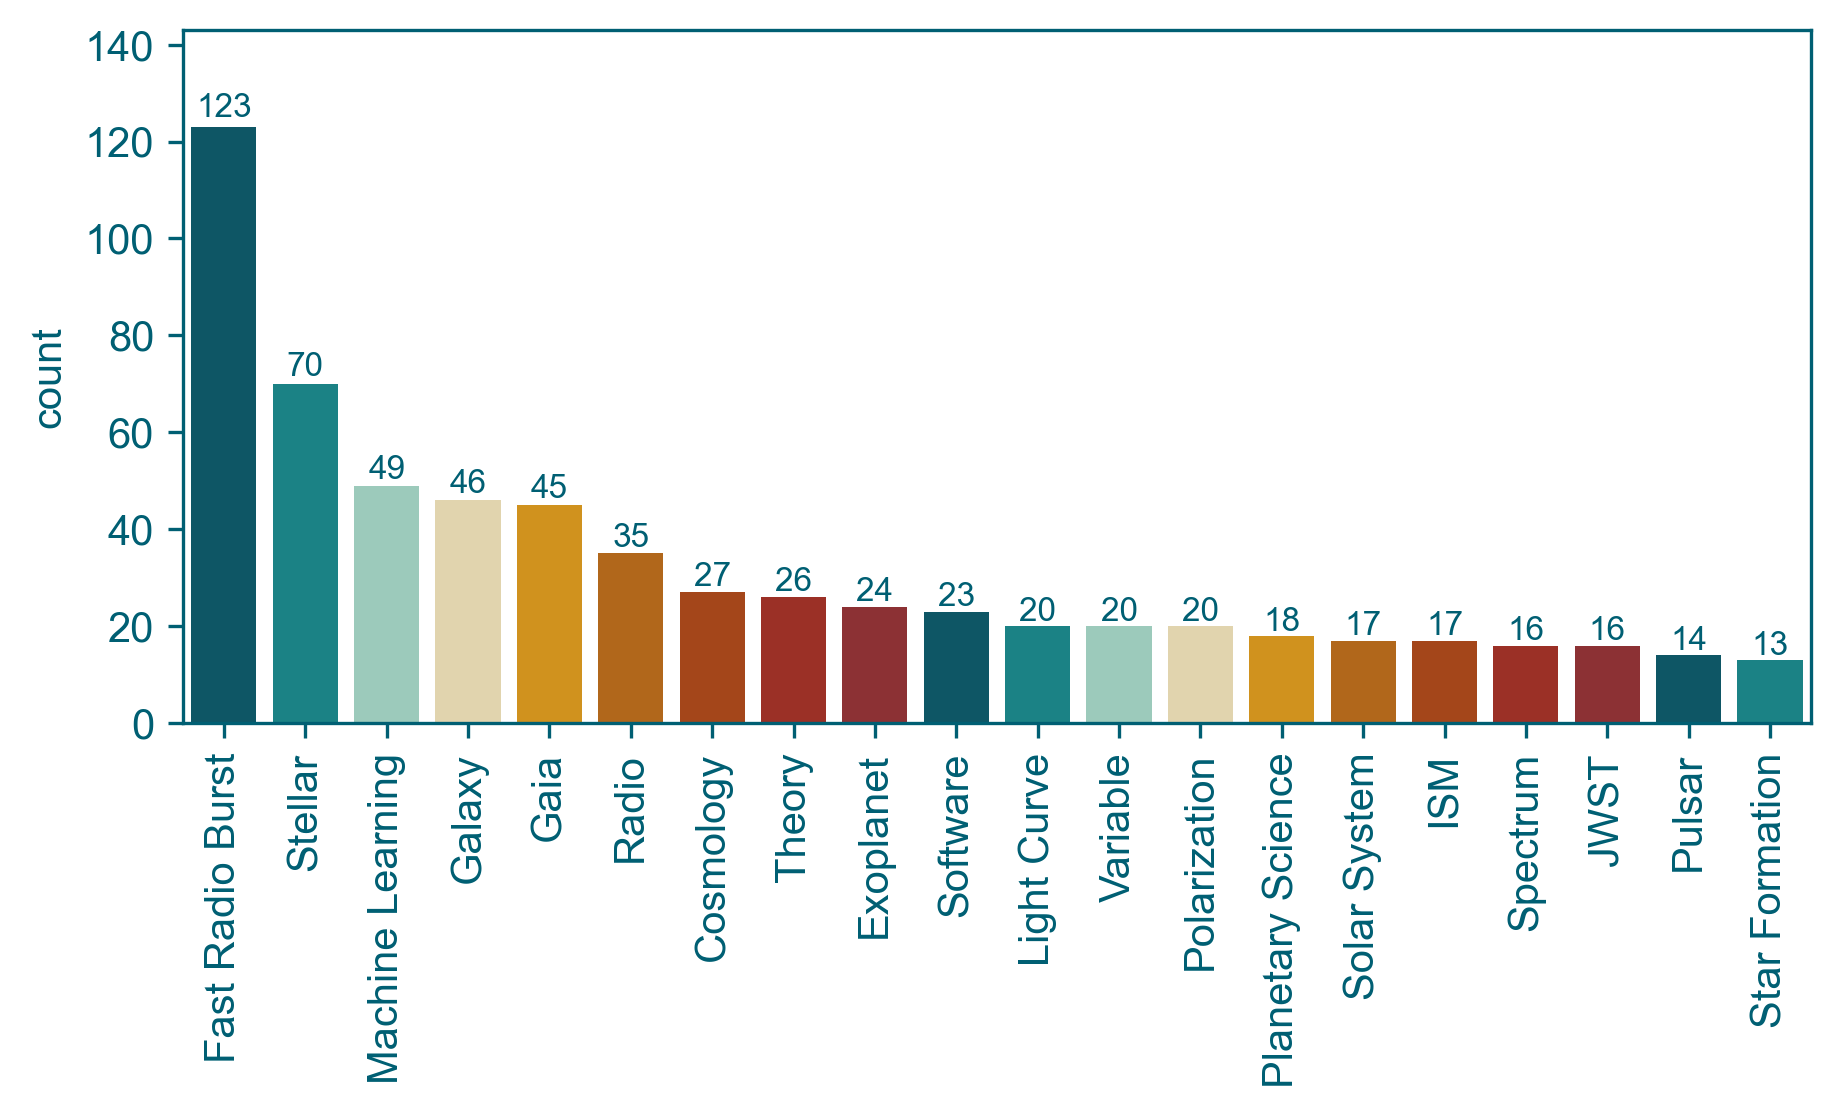 count
140
120
100
80
60
40
20
0
123
70
49
46
45
35
27
26
24
23
20
20
20
18
17
17
16
16
14
13
Fast Radio Burst
Stellar
Machine Learning
Galaxy
Gaia
Radio
Cosmology
Theory
Exoplanet
Software
Light Curve
Variable
Polarization
Planetary Science
Solar System
ISM
Spectrum
JWST
Pulsar
Star Formation